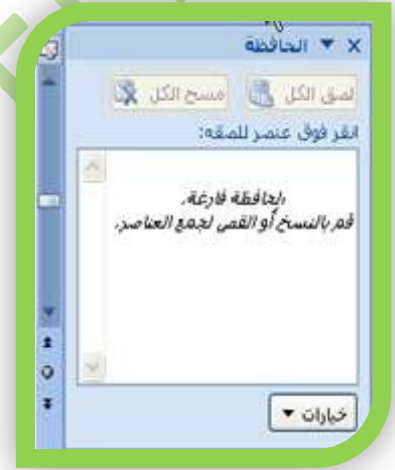 الحافظة
لصق الكل مسح الكل
انقر فوق عنصر للصقه:
الحافظة فارغة.
قم بالنسخ أو القص لجمع العناصر.
خيارات